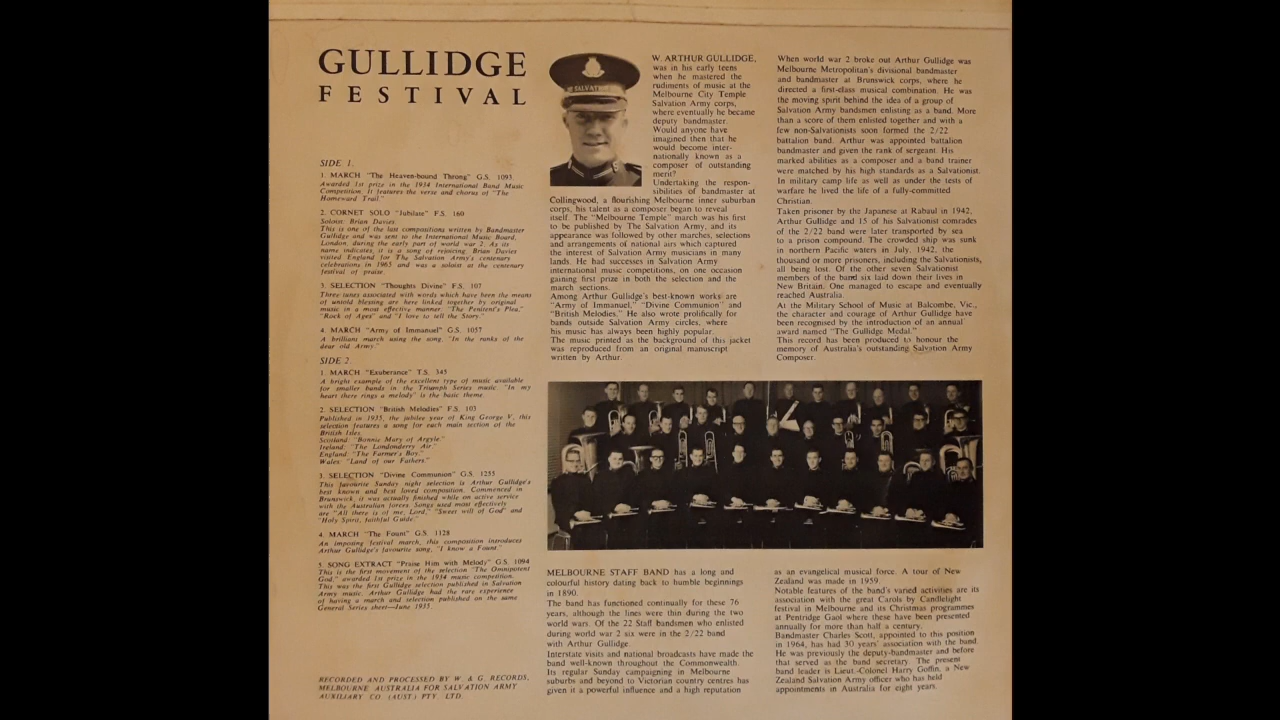 GULLIDGE
FESTIVAL
SIDE 1.
1. MARCH "The Heaven-bound Throng" G.S. 1093
Awarded 1st prize in the 1934 International Band Music
Competition. It features the verse and chorus of "The
Homeward Trail."
2. CORNET SOLO "Jubilate" F.S. 160
Soloist: Brian Davies
This is one of the last compositions written by Bandmaster
Gullidge and was sent to the International Music Board,
London, during the early part of world war 2. As its
name indicates, it is a song of rejoicing. Brian Davies
visited England for The Salvation Army's centenary
celebrations in 1965 and was a soloist at the centenary
festival of praise.
3. SELECTION "Thoughts Divine" F.S. 107
Three tunes associated with words which have been the means
of untold blessing are here linked together by original
music in a most effective manner. "The Penitent's Plea,"
"Rock of Ages" and "I love to tell the Story."
4. MARCH "Army of Immanuel" G.S. 1057
A brilliant march using the song, "In the ranks of the
dear old Army."
SIDE 2.
1. MARCH "Exuberance" T.S. 345
A bright example of the excellent type of music available
for smaller bands in the Triumph Series music. "In my
heart there rings a melody" is the basic theme.
2. SELECTION "British Melodies" F.S. 103
Published in 1935, the jubilee year of King George V, this
selection features a song for each main section of the
British Isles.
Scotland: "Bonnie Mary of Argyle."
Ireland: "The Londonderry Air."
England: "The Farmer's Boy."
Wales: "Land of our Fathers."
3. SELECTION "Divine Communion" G.S. 1255
This favourite Sunday night selection is Arthur Gullidge's
best known and best loved composition. Commenced in
Brunswick, it was actually finished while on active service
with the Australian forces. Songs used most effectively
are "All there is of me, Lord," "Sweet will of God" and
"Holy Spirit, faithful Guide."
4. MARCH "The Fount" G.S. 1128
An imposing festival march, this composition introduces
Arthur Gullidge's favourite song, "I know a Fount."
5. SONG EXTRACT "Praise Him with Melody" G.S. 1094
This is the first movement of the selection "The Omnipotent
God," awarded 1st prize in the 1934 music competition.
This was the first Gullidge selection published in Salvation
Army music. Arthur Gullidge had the rare experience
of having a march and selection published on the same
General Series sheet—June 1935.
RECORDED AND PROCESSED BY W. & G. RECORDS,
MELBOURNE AUSTRALIA FOR SALVATION ARMY
AUXILIARY CO (AUST) PTY. LTD.
SALVATION
W. ARTHUR GULLIDGE,
was in his early teens
when he mastered the
rudiments of music at the
Melbourne City Temple
Salvation Army corps,
where eventually he became
deputy bandmaster.
Would anyone have
imagined then that he
would become inter-
nationally known as a
composer of outstanding
merit?
Undertaking the respon-
sibilities of bandmaster at
Collingwood, a flourishing Melbourne inner suburban
corps, his talent as a composer began to reveal
itself. The "Melbourne Temple" march was his first
to be published by The Salvation Army, and its
appearance was followed by other marches, selections
and arrangements of national airs which captured
the interest of Salvation Army musicians in many
lands. He had successes in Salvation Army
international music competitions, on one occasion
gaining first prize in both the selection and the
march sections.
Among Arthur Gullidge's best-known works are
"Army of Immanuel," "Divine Communion" and
"British Melodies." He also wrote prolifically for
bands outside Salvation Army circles, where
his music has always been highly popular.
The music printed as the background of this jacket
was reproduced from an original manuscript
written by Arthur.
When world war 2 broke out Arthur Gullidge was
Melbourne Metropolitan's divisional bandmaster
and bandmaster at Brunswick corps, where he
directed a first-class musical combination. He was
the moving spirit behind the idea of a group of
Salvation Army bandsmen enlisting as a band. More
than a score of them enlisted together and with a
few non-Salvationists soon formed the 2/22
battalion band. Arthur was appointed battalion
bandmaster and given the rank of sergeant. His
marked abilities as a composer and a band trainer
were matched by his high standards as a Salvationist.
In military camp life as well as under the tests of
warfare he lived the life of a fully-committed
Christian.
Taken prisoner by the Japanese at Rabaul in 1942,
Arthur Gullidge and 15 of his Salvationist comrades
of the 2/22 band were later transported by sea
to a prison compound. The crowded ship was sunk
in northern Pacific waters in July, 1942, the
thousand or more prisoners, including the Salvationists,
all being lost. Of the other seven Salvationist
members of the band six laid down their lives in
New Britain. One managed to escape and eventually
reached Australia.
At the Military School of Music at Balcombe, Vic.,
the character and courage of Arthur Gullidge have
been recognised by the introduction of an annual
award named "The Gullidge Medal."
This record has been produced to honour the
memory of Australia's outstanding Salvation Army
Composer.
MELBOURNE STAFF BAND has a long and
colourful history dating back to humble beginnings
in 1890.
The band has functioned continually for these 76
years, although the lines were thin during the two
world wars. Of the 22 Staff bandsmen who enlisted
during world war 2 six were in the 2/22 band
with Arthur Gullidge.
Interstate visits and national broadcasts have made the
band well-known throughout the Commonwealth.
Its regular Sunday campaigning in Melbourne
suburbs and beyond to Victorian country centres has
given it a powerful influence and a high reputation
as an evangelical musical force. A tour of New
Zealand was made in 1959.
Notable features of the band's varied activities are its
association with the great Carols by Candlelight
festival in Melbourne and its Christmas programmes
at Pentridge Gaol where these have been presented
annually for more than half a century.
Bandmaster Charles Scott, appointed to this position
in 1964, has had 30 years' association with the band.
He was previously the deputy-bandmaster and before
that served as the band secretary. The present
band leader is Lieut.-Colonel Harry Goffin, a New
Zealand Salvation Army officer who has held
appointments in Australia for eight years.